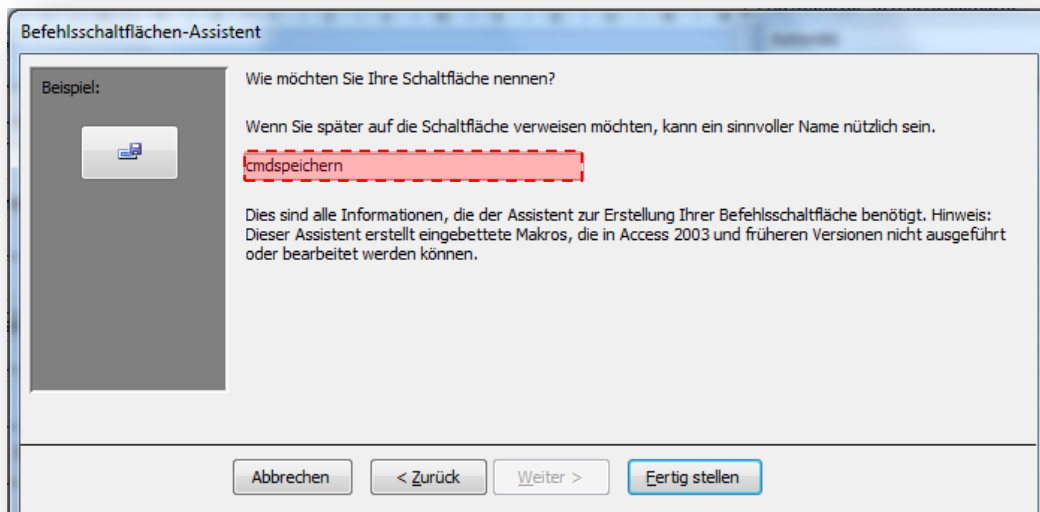 Befehlsschaltflächen-Assistent
Beispiel:
Wie möchten Sie Ihre Schaltfläche nennen?
Wenn Sie später auf die Schaltfläche verweisen möchten, kann ein sinnvoller Name nützlich sein.
cmdspeichern
Dies sind alle Informationen, die der Assistent zur Erstellung Ihrer Befehlsschaltfläche benötigt. Hinweis:
Dieser Assistent erstellt eingebettete Makros, die in Access 2003 und früheren Versionen nicht ausgeführt
oder bearbeitet werden können.
Abbrechen
< Zurück
Weiter >
Fertig stellen